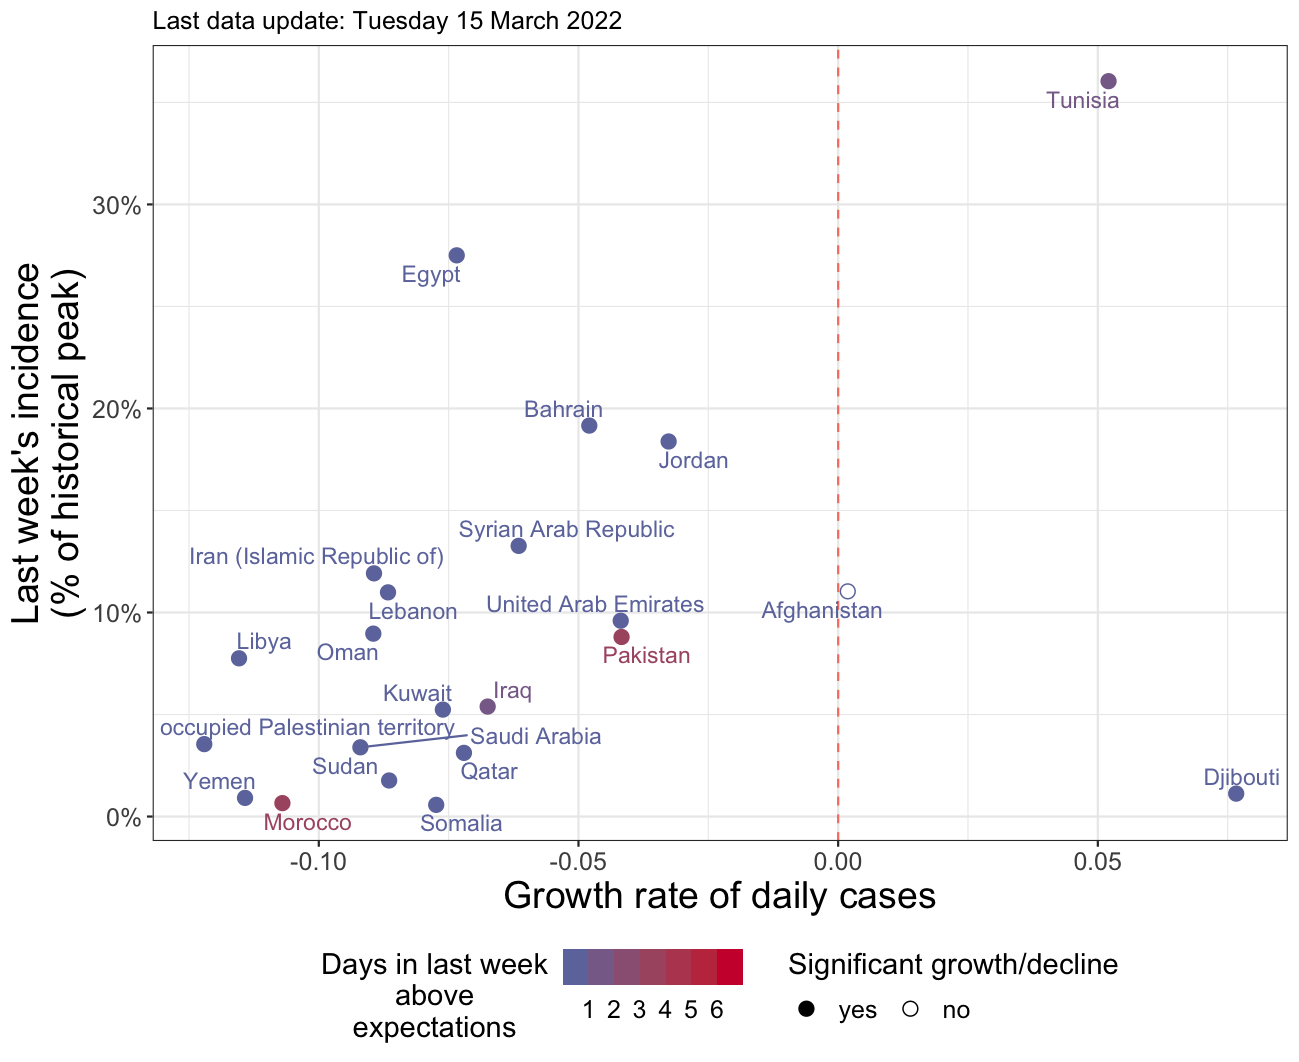 Last data update: Tuesday 15 March 2022
Last week's incidence
(% of historical peak)
30%
20%
10%
0%
Tunisia
Egypt
Bahrain
Jordan
Syrian Arab Republic
Iran (Islamic Republic of)
Lebanon
United Arab Emirates
Afghanistan
Libya
Oman
Pakistan
Kuwait
Iraq
occupied Palestinian territory
Saudi Arabia
Sudan
Qatar
Yemen
Djibouti
Morocco
Somalia
-0.10 -0.05 0.00 0.05
Growth rate of daily cases
Days in last week
above
expectations
1 2 3 4 5 6
Significant growth/decline
yes no